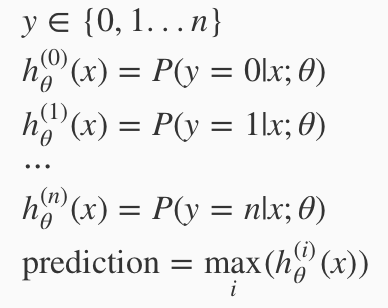 y ∈ {0, 1...n}
h_θ^{(0)}(x) = P(y = 0|x; θ)
h_θ^{(1)}(x) = P(y = 1|x; θ)
...
h_θ^{(n)}(x) = P(y = n|x; θ)
prediction = max_i(h_θ^{(i)}(x))